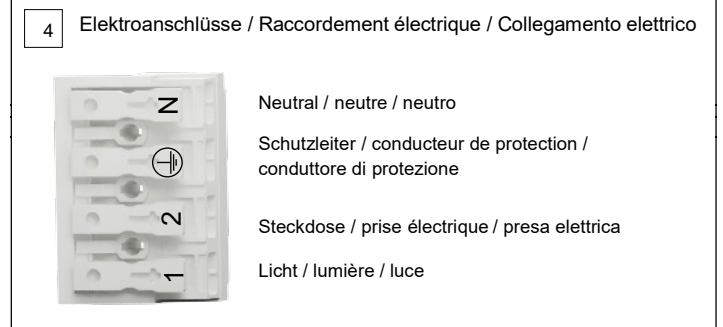 4
Elektroanschlüsse / Raccordement électrique / Collegamento elettrico
N
Neutral / neutre / neutro
Schutzleiter / conducteur de protection /
conduttore di protezione
2
Steckdose / prise électrique / presa elettrica
1
Licht / lumière / luce